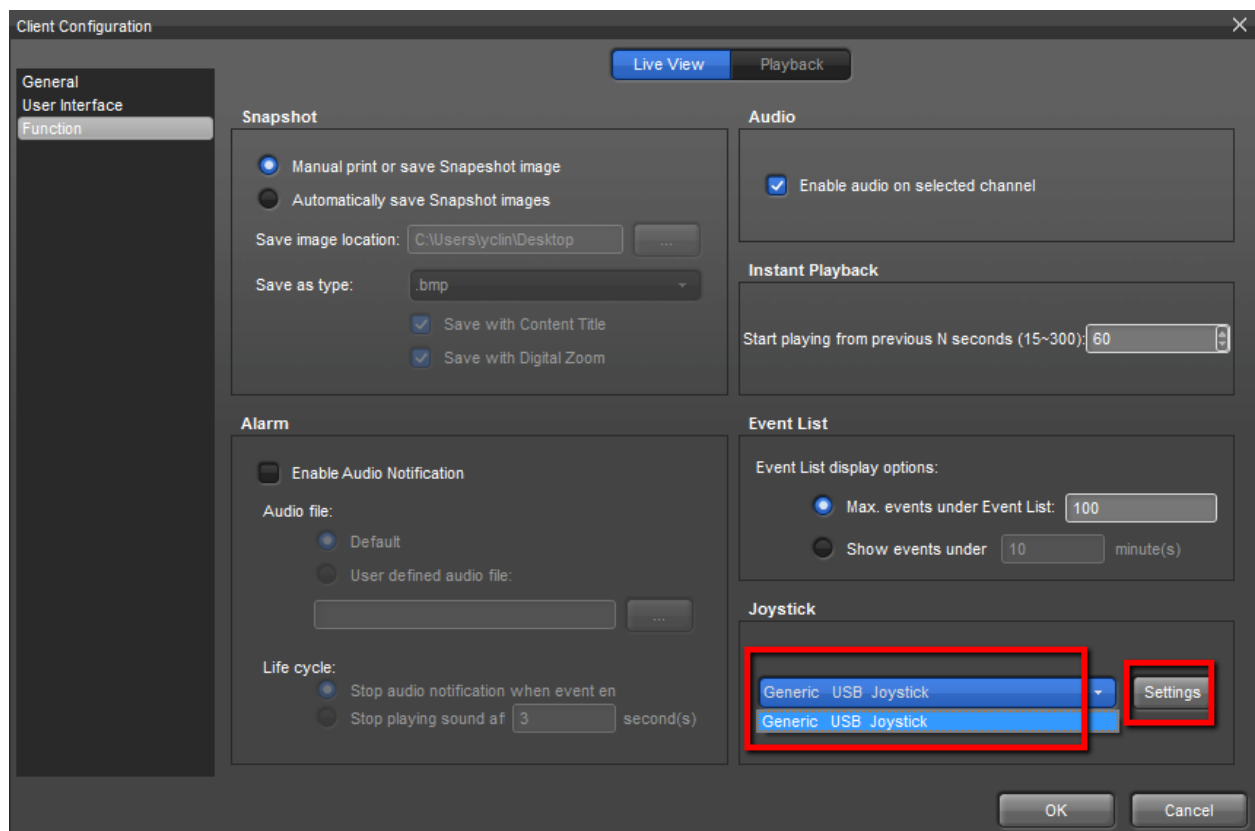 Client Configuration
General
User Interface
Function
Live View
Playback
Snapshot
Manual print or save Snapeshot image
Automatically save Snapshot images
Save image location:
C:\Users\yclin\Desktop
...
Save as type:
.bmp
Save with Content Title
Save with Digital Zoom
Audio
Enable audio on selected channel
Instant Playback
Start playing from previous N seconds (15~300):
60
Alarm
Enable Audio Notification
Audio file:
Default
User defined audio file:
...
Life cycle:
Stop audio notification when event en
Stop playing sound af
3
second(s)
Event List
Event List display options:
Max. events under Event List:
100
Show events under
10
minute(s)
Joystick
Generic USB Joystick
Settings
Generic USB Joystick
OK
Cancel